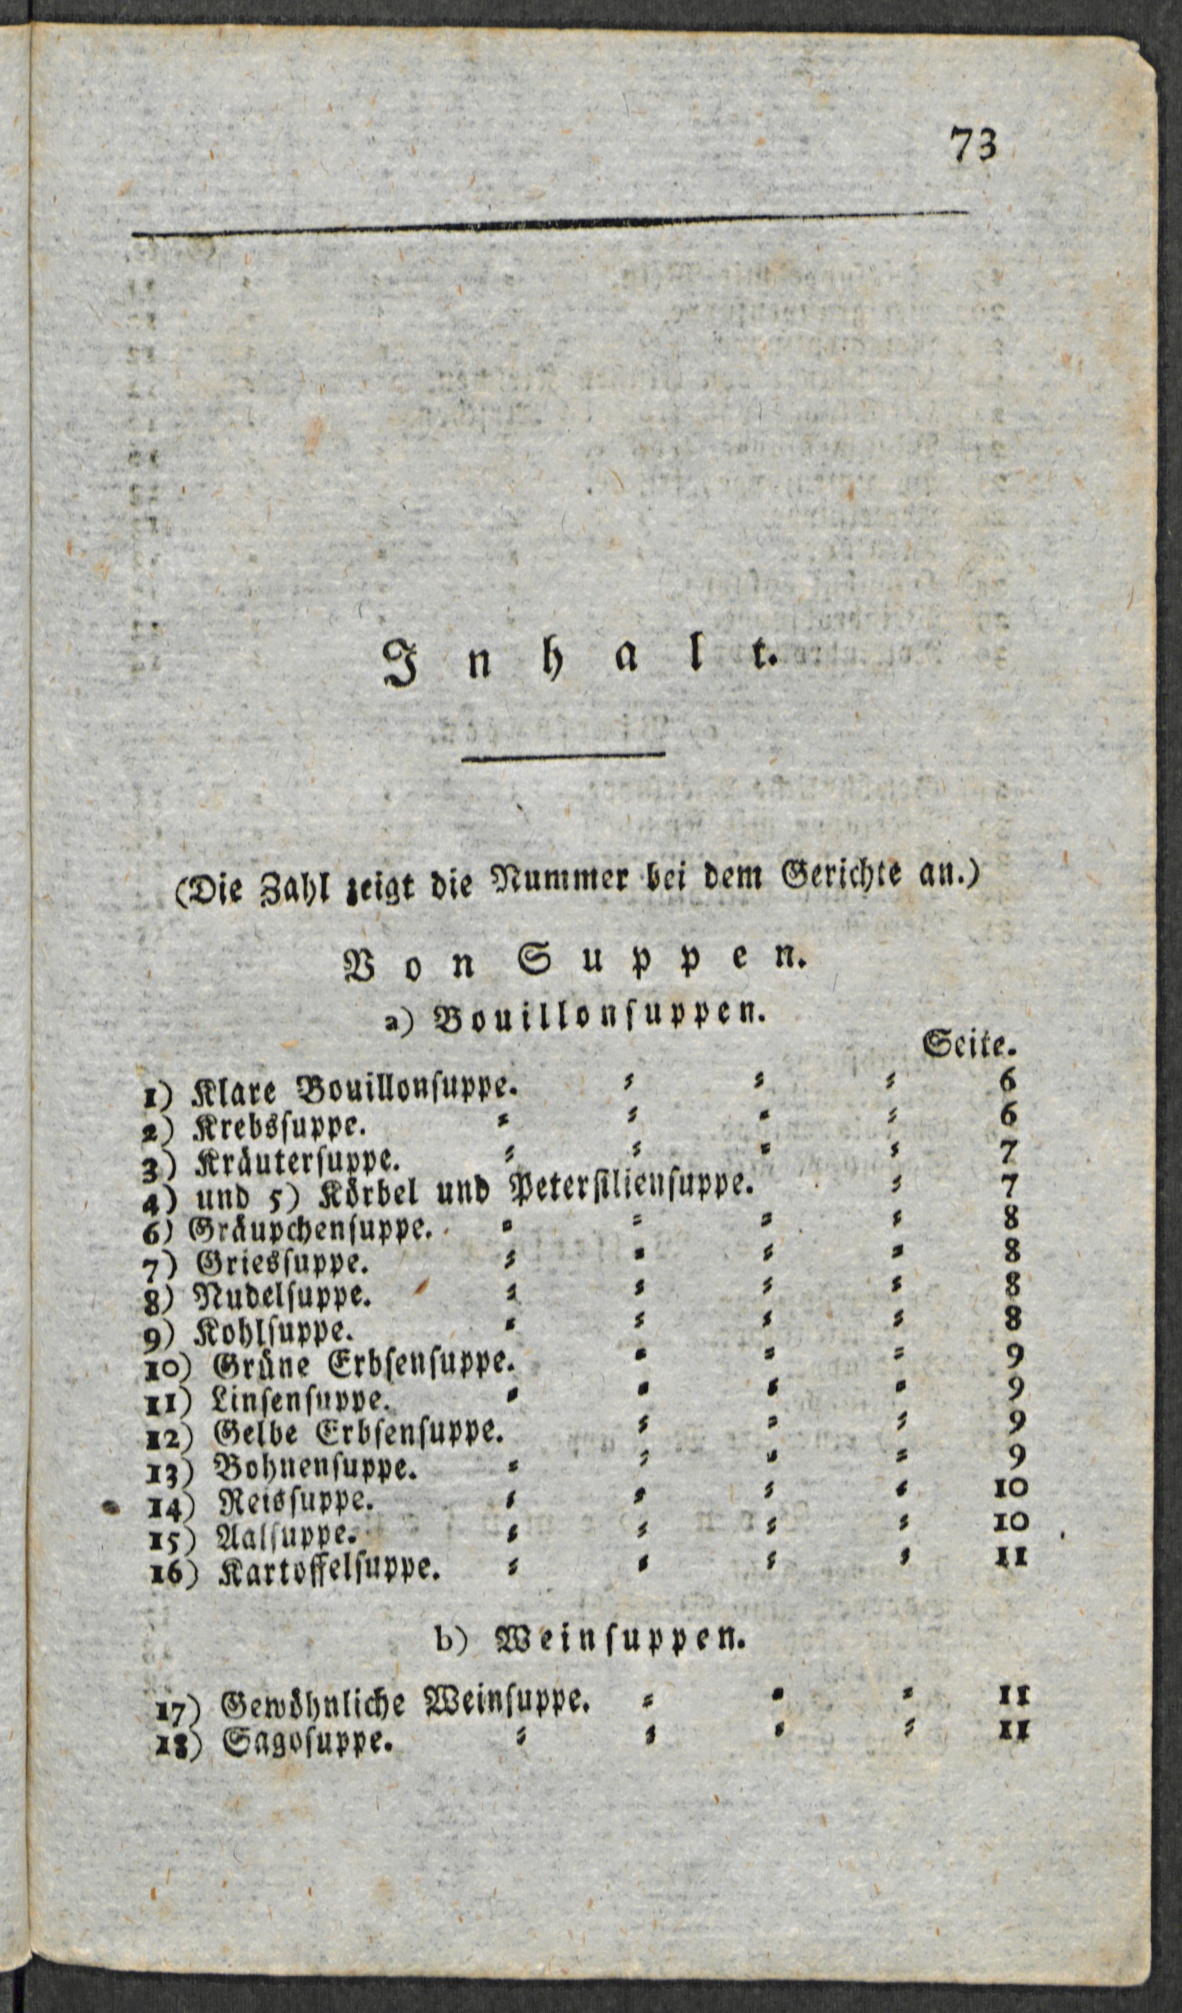 73
Inhalt.
(Die Zahl zeigt die Nummer bei dem Gerichte an.)
Von Suppen.
a) Bouillonſuppen.
Seite.
1) Klare Bouillonſuppe. ⸗ ⸗ ⸗ 6
2) Krebsſuppe. ⸗ ⸗ ⸗ ⸗ 6
3) Kräuterſuppe. ⸗ ⸗ ⸗ ⸗ 7
4) und 5) Körbel und Peterſilienſuppe. ⸗ 7
6) Gräupchenſuppe. ⸗ ⸗ ⸗ ⸗ 8
7) Griesſuppe. ⸗ ⸗ ⸗ ⸗ 8
8) Nudelſuppe. ⸗ ⸗ ⸗ ⸗ 8
9) Kohlſuppe. ⸗ ⸗ ⸗ ⸗ 8
10) Grüne Erbſenſuppe. ⸗ ⸗ ⸗ 9
11) Linſenſuppe. ⸗ ⸗ ⸗ ⸗ 9
12) Gelbe Erbſenſuppe. ⸗ ⸗ ⸗ 9
13) Bohnenſuppe. ⸗ ⸗ ⸗ ⸗ 9
14) Reisſuppe. ⸗ ⸗ ⸗ ⸗ 10
15) Aalſuppe. ⸗ ⸗ ⸗ ⸗ 10
16) Kartoffelſuppe. ⸗ ⸗ ⸗ ⸗ 11
b) Weinſuppen.
17) Gewöhnliche Weinſuppe. ⸗ ⸗ ⸗ 11
18) Sagoſuppe. ⸗ ⸗ ⸗ ⸗ 11